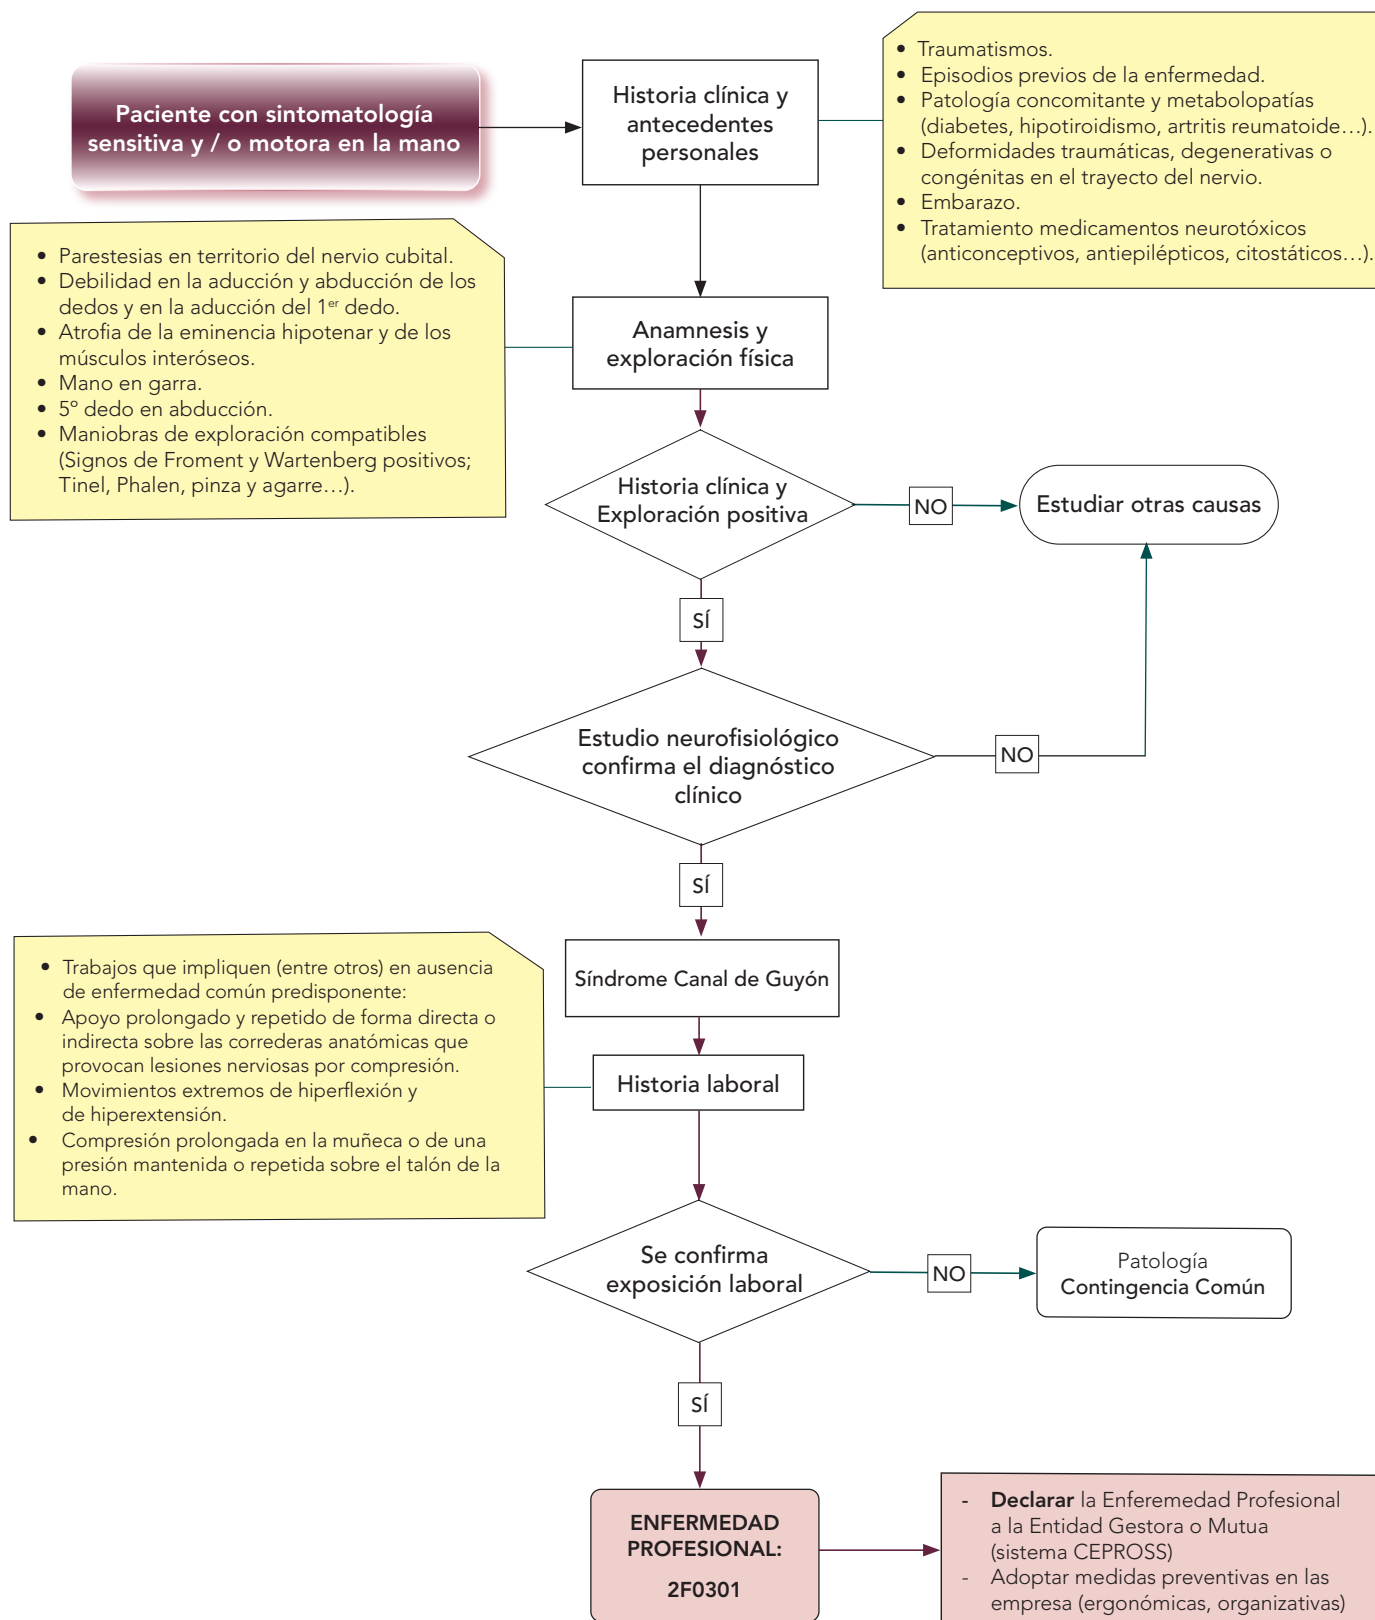 Paciente con sintomatología
sensitiva y / o motora en la mano
Historia clínica y
antecedentes
personales
• Traumatismos.
• Episodios previos de la enfermedad.
• Patología concomitante y metabolopatías
(diabetes, hipotiroidismo, artritis reumatoide…).
• Deformidades traumáticas, degenerativas o
congénitas en el trayecto del nervio.
• Embarazo.
• Tratamiento medicamentos neurotóxicos
(anticonceptivos, antiepilépticos, citostáticos…).
• Parestesias en territorio del nervio cubital.
• Debilidad en la aducción y abducción de los
dedos y en la aducción del 1er dedo.
• Atrofia de la eminencia hipotenar y de los
músculos interóseos.
• Mano en garra.
• 5º dedo en abducción.
• Maniobras de exploración compatibles
(Signos de Froment y Wartenberg positivos;
Tinel, Phalen, pinza y agarre…).
Anamnesis y
exploración física
Historia clínica y
Exploración positiva
NO
Estudiar otras causas
SÍ
Estudio neurofisiológico
confirma el diagnóstico
clínico
NO
SÍ
Síndrome Canal de Guyón
• Trabajos que impliquen (entre otros) en ausencia
de enfermedad común predisponente:
• Apoyo prolongado y repetido de forma directa o
indirecta sobre las correderas anatómicas que
provocan lesiones nerviosas por compresión.
• Movimientos extremos de hiperflexión y
de hiperextensión.
• Compresión prolongada en la muñeca o de una
presión mantenida o repetida sobre el talón de la
mano.
Historia laboral
Se confirma
exposición laboral
NO
Patología
Contingencia Común
SÍ
ENFERMEDAD
PROFESIONAL:
2F0301
- Declarar la Enferemedad Profesional
a la Entidad Gestora o Mutua
(sistema CEPROSS)
- Adoptar medidas preventivas en las
empresa (ergonómicas, organizativas)